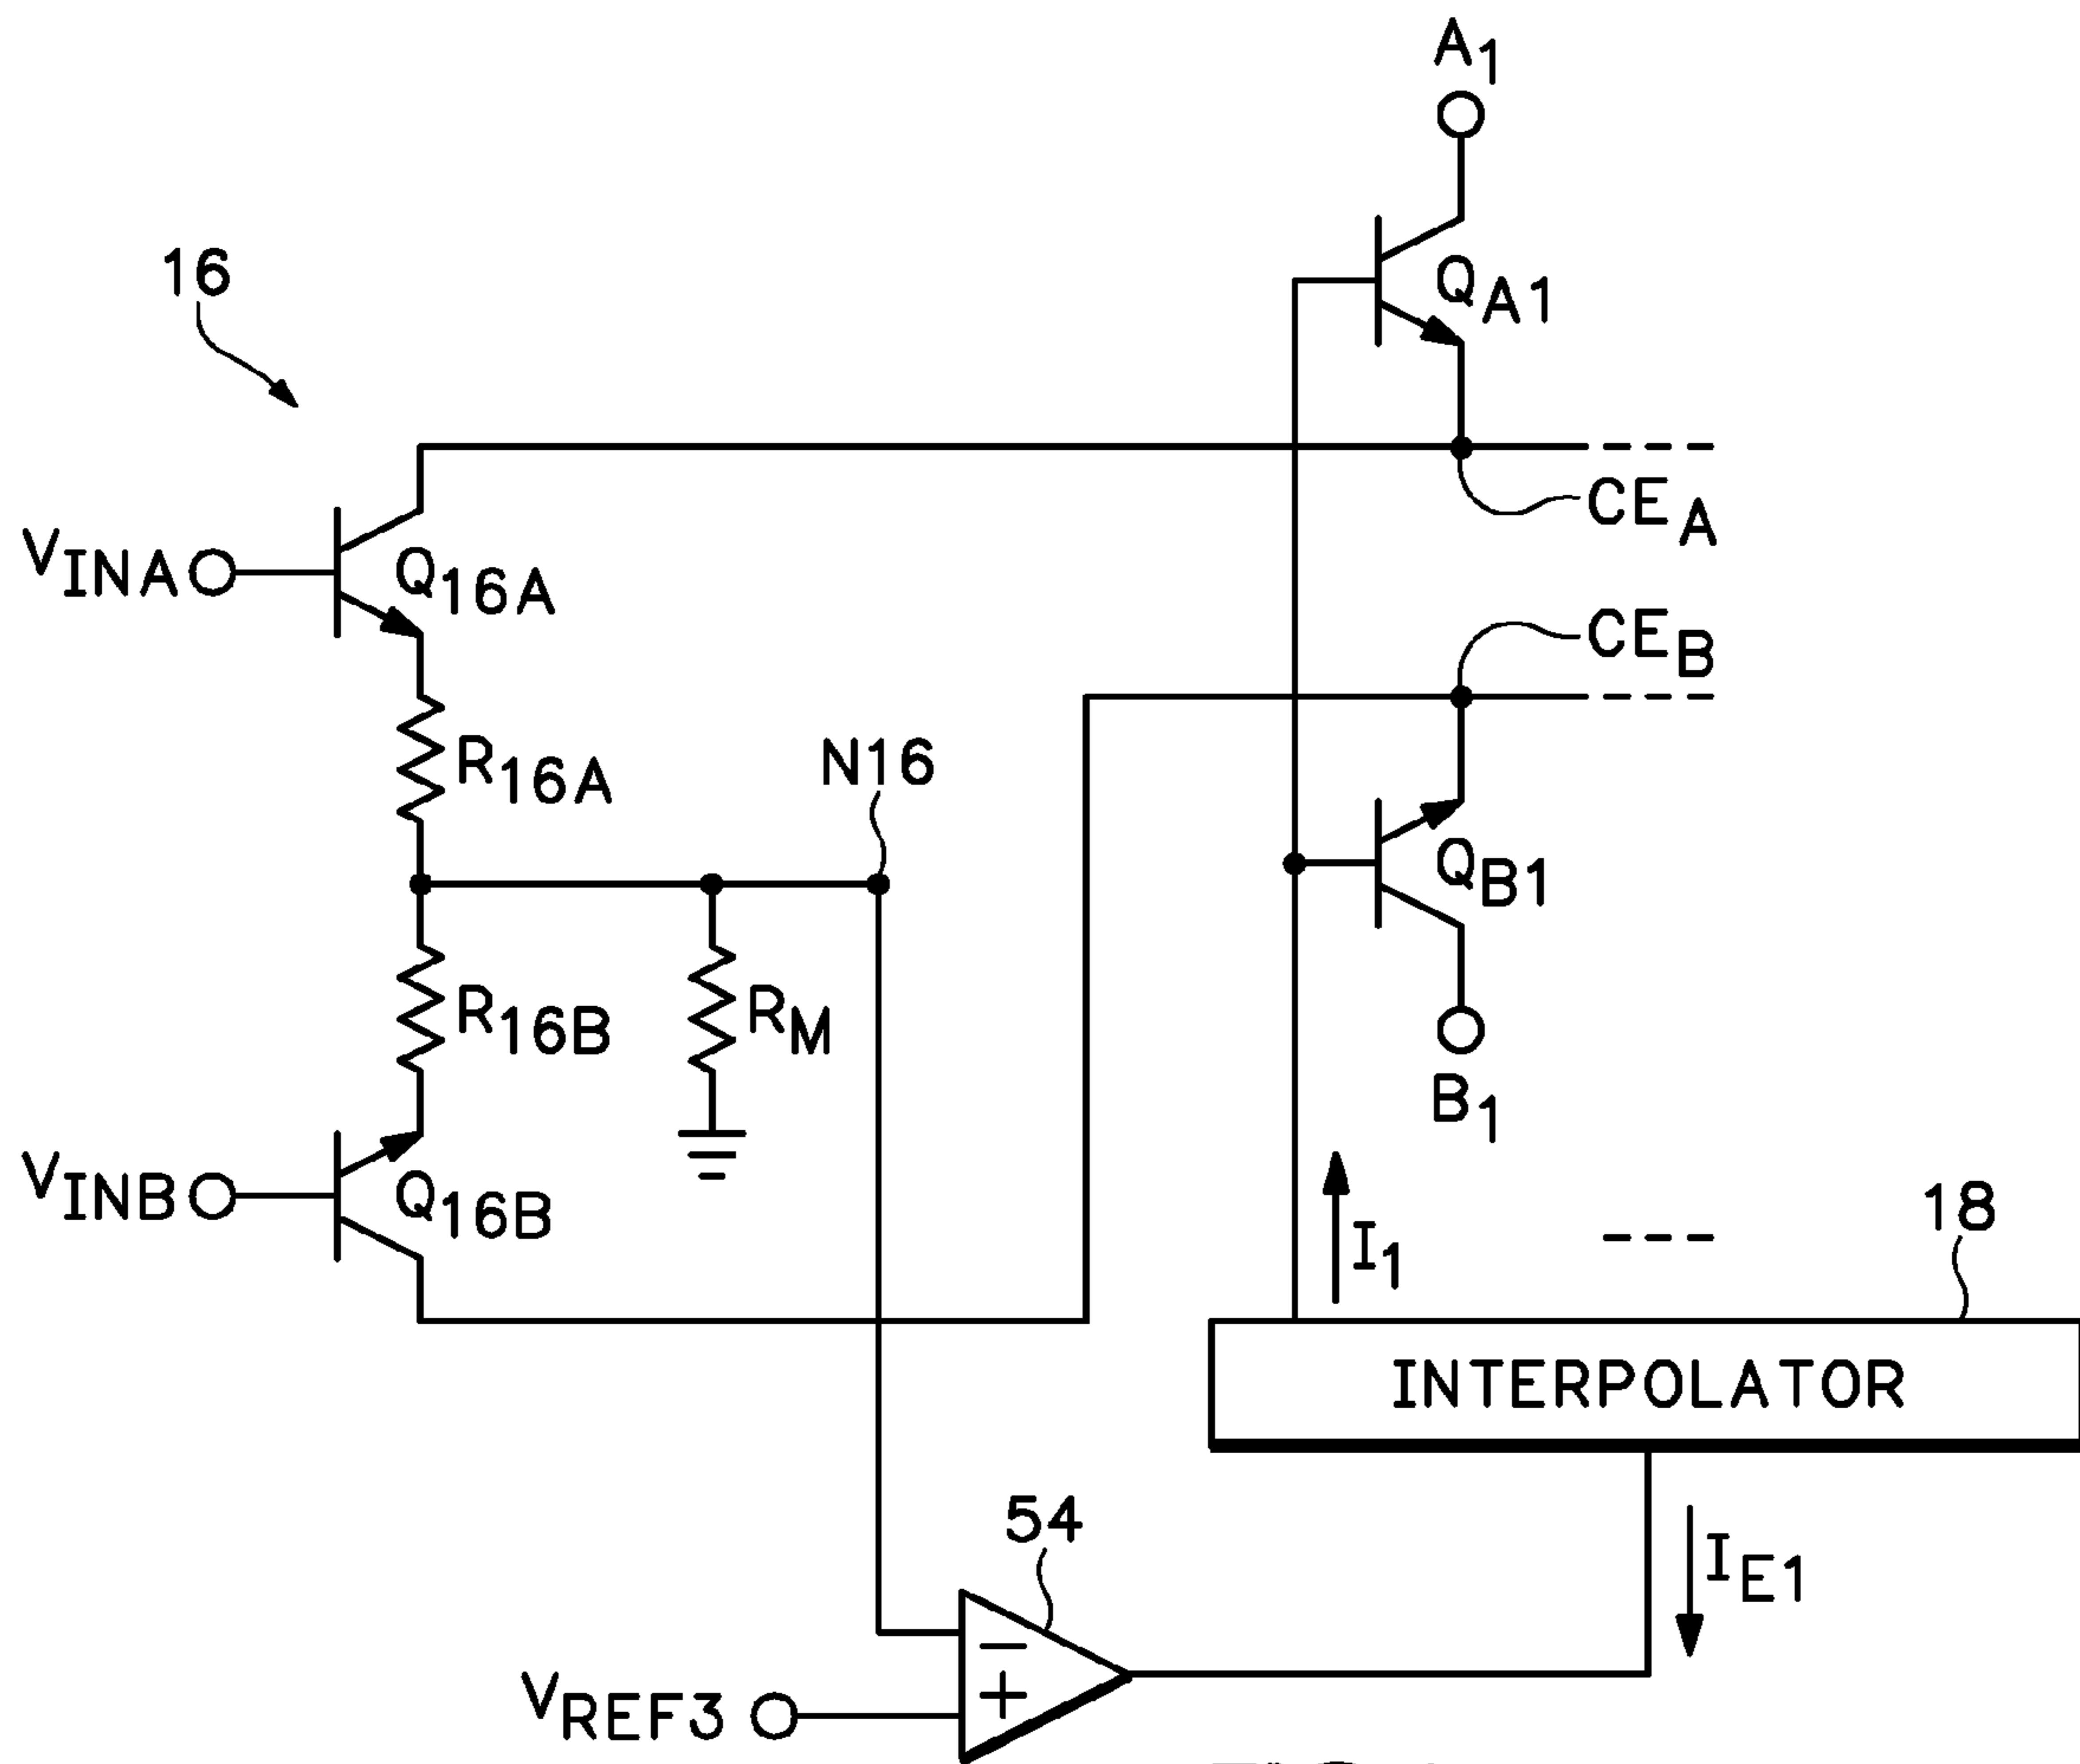 A1
16
QA1
VINA
Q16A
CEA
CEB
R16A
N16
QB1
R16B
RM
B1
VINB
Q16B
18
I1
INTERPOLATOR
54
IE1
−
+
VREF3